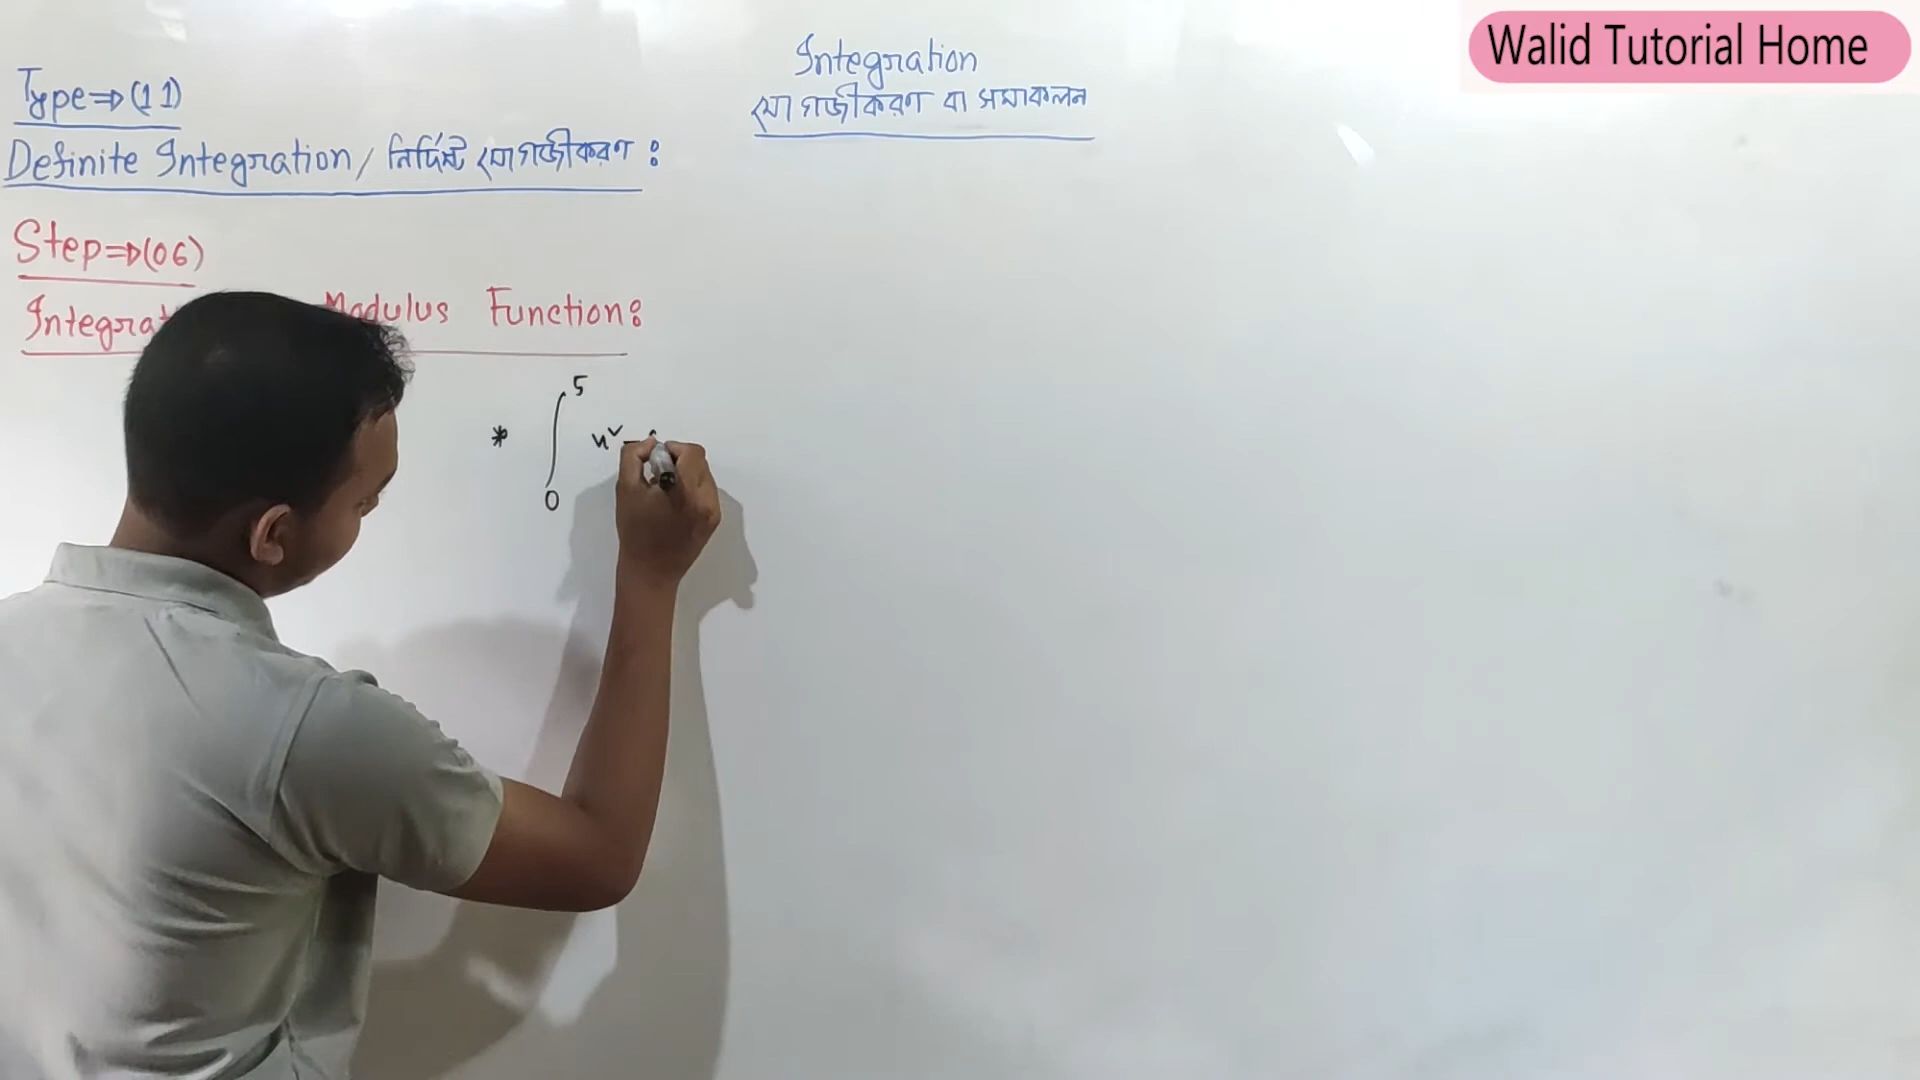 Walid Tutorial Home
Integration
যোগজীকরণ বা সমাকলন
Type⇒(11)
Definite Integration/নির্দিষ্ট যোগজীকরণ :
Step⇒(06)
Modulus Function:
* ∫
5
0
x² -